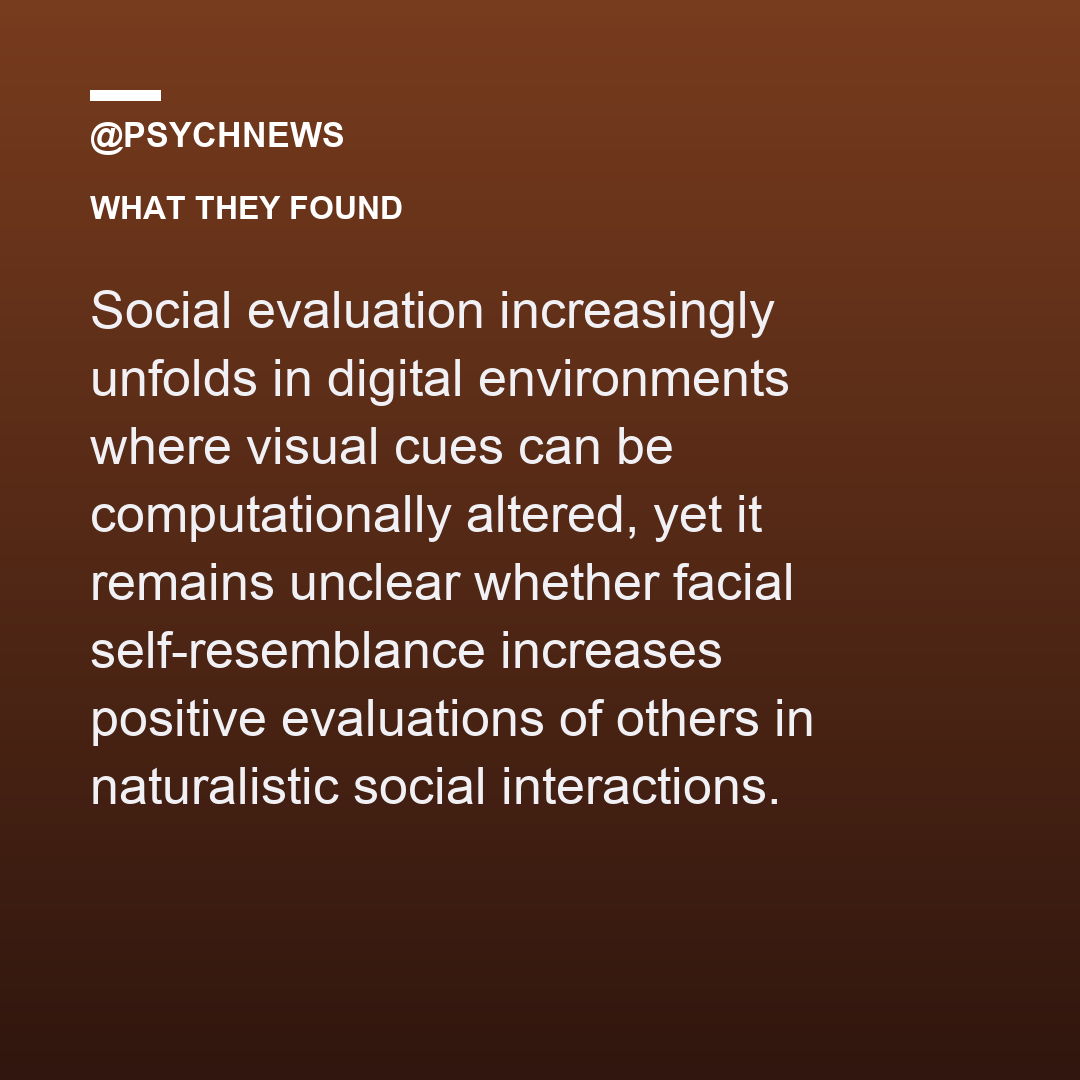 @PSYCHNEWS
WHAT THEY FOUND
Social evaluation increasingly
unfolds in digital environments
where visual cues can be
computationally altered, yet it
remains unclear whether facial
self-resemblance increases
positive evaluations of others in
naturalistic social interactions.